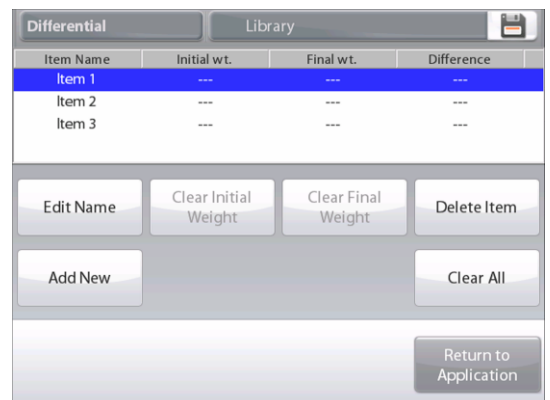 Differential Library
Item Name Initial wt. Final wt. Difference
Item 1 --- --- ---
Item 2 --- --- ---
Item 3 --- --- ---
Edit Name
Clear Initial
Weight
Clear Final
Weight
Delete Item
Add New
Clear All
Return to
Application